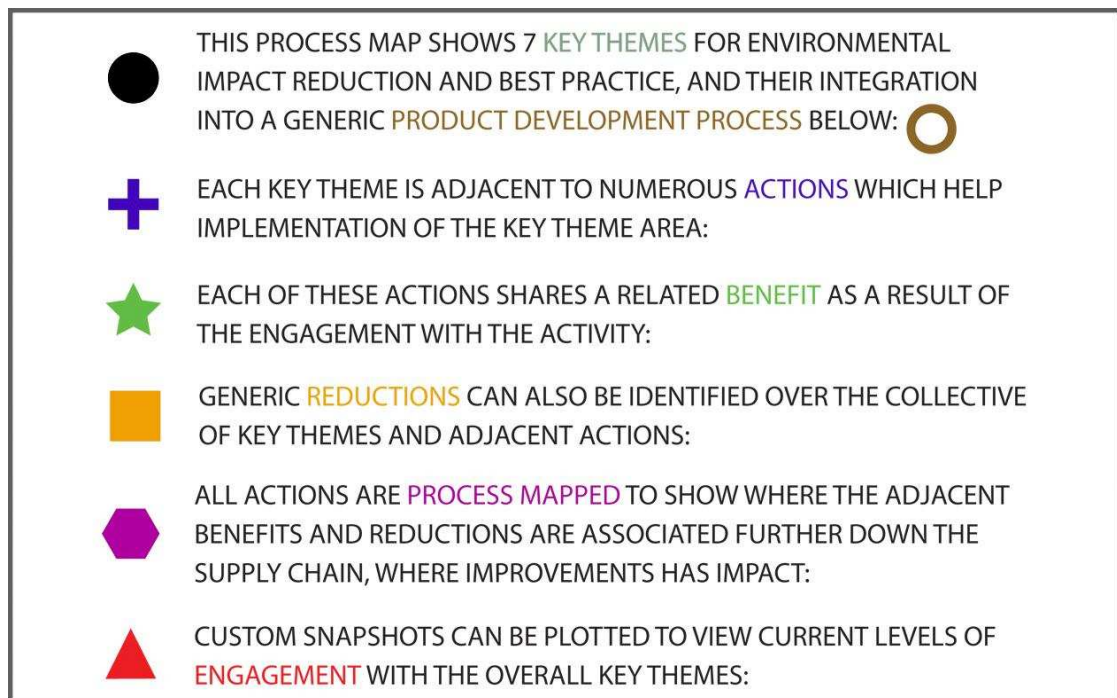 THIS PROCESS MAP SHOWS 7 KEY THEMES FOR ENVIRONMENTAL
IMPACT REDUCTION AND BEST PRACTICE, AND THEIR INTEGRATION
INTO A GENERIC PRODUCT DEVELOPMENT PROCESS BELOW:
EACH KEY THEME IS ADJACENT TO NUMEROUS ACTIONS WHICH HELP
IMPLEMENTATION OF THE KEY THEME AREA:
EACH OF THESE ACTIONS SHARES A RELATED BENEFIT AS A RESULT OF
THE ENGAGEMENT WITH THE ACTIVITY:
GENERIC REDUCTIONS CAN ALSO BE IDENTIFIED OVER THE COLLECTIVE
OF KEY THEMES AND ADJACENT ACTIONS:
ALL ACTIONS ARE PROCESS MAPPED TO SHOW WHERE THE ADJACENT
BENEFITS AND REDUCTIONS ARE ASSOCIATED FURTHER DOWN THE
SUPPLY CHAIN, WHERE IMPROVEMENTS HAS IMPACT:
CUSTOM SNAPSHOTS CAN BE PLOTTED TO VIEW CURRENT LEVELS OF
ENGAGEMENT WITH THE OVERALL KEY THEMES: